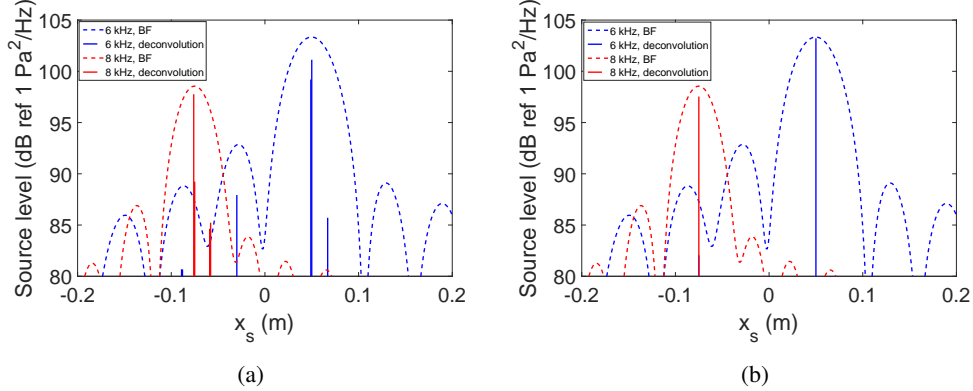 105
100
95
90
85
80
-0.2
-0.1
0
0.1
0.2
Source level (dB ref 1 Pa²/Hz)
x_s (m)
6 kHz, BF
6 kHz, deconvolution
8 kHz, BF
8 kHz, deconvolution
(a)
105
100
95
90
85
80
-0.2
-0.1
0
0.1
0.2
Source level (dB ref 1 Pa²/Hz)
x_s (m)
6 kHz, BF
6 kHz, deconvolution
8 kHz, BF
8 kHz, deconvolution
(b)